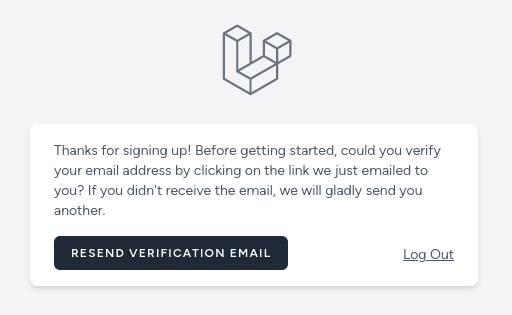 Thanks for signing up! Before getting started, could you verify
your email address by clicking on the link we just emailed to
you? If you didn't receive the email, we will gladly send you
another.
RESEND VERIFICATION EMAIL
Log Out